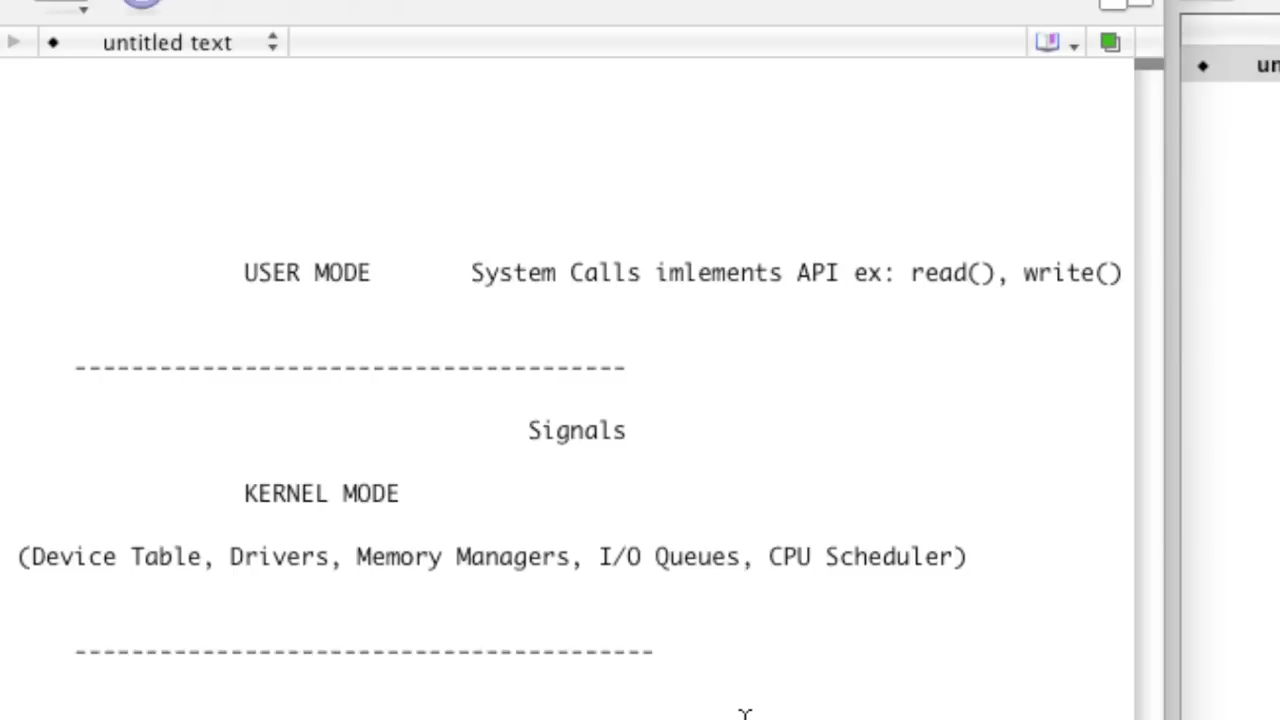 untitled text
un
USER MODE System Calls imlements API ex: read(), write()
---------------------------------------
Signals
KERNEL MODE
(Device Table, Drivers, Memory Managers, I/O Queues, CPU Scheduler)
-----------------------------------------